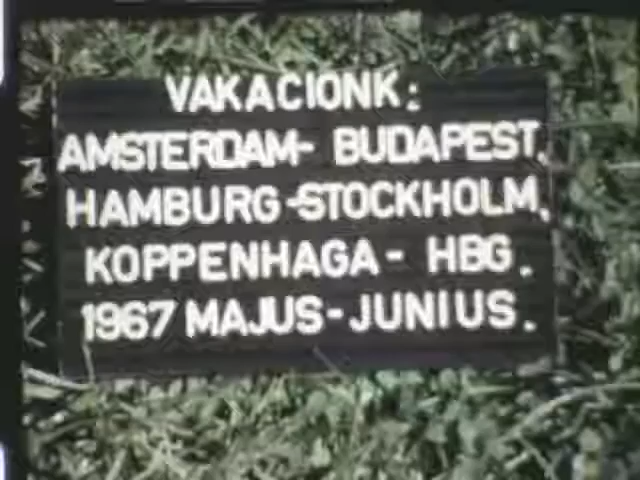 VAKACIONK:
AMSTERDAM- BUDAPEST.
HAMBURG-STOCKHOLM.
KOPPENHAGA- HBG.
1967 MAJUS-JUNIUS.